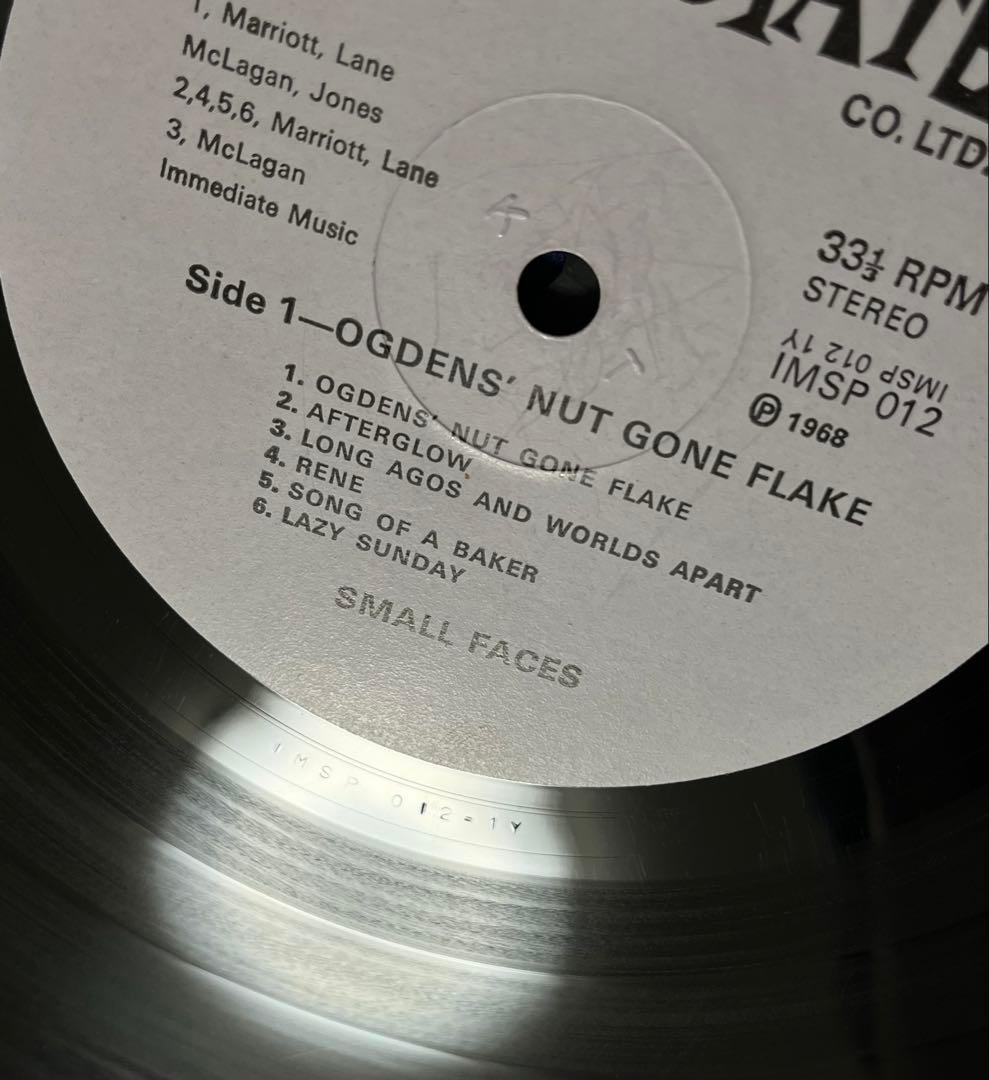 CO. LTD.
1, Marriott, Lane
McLagan, Jones
2,4,5,6, Marriott, Lane
3, McLagan
Immediate Music
33⅓ RPM
STEREO
IMSP 012 1Y
IMSP 012
Ⓟ 1968
Side 1—OGDENS' NUT GONE FLAKE
1. OGDENS' NUT GONE FLAKE
2. AFTERGLOW
3. LONG AGOS AND WORLDS APART
4. RENE
5. SONG OF A BAKER
6. LAZY SUNDAY
SMALL FACES
IMSP 012=1Y